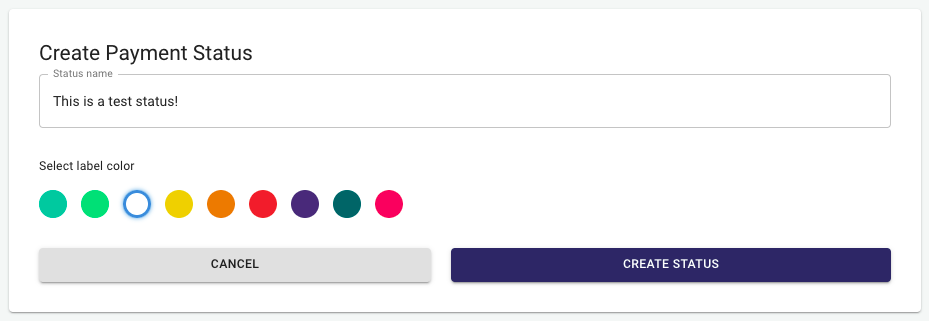 Create Payment Status
Status name
This is a test status!
Select label color
CANCEL
CREATE STATUS